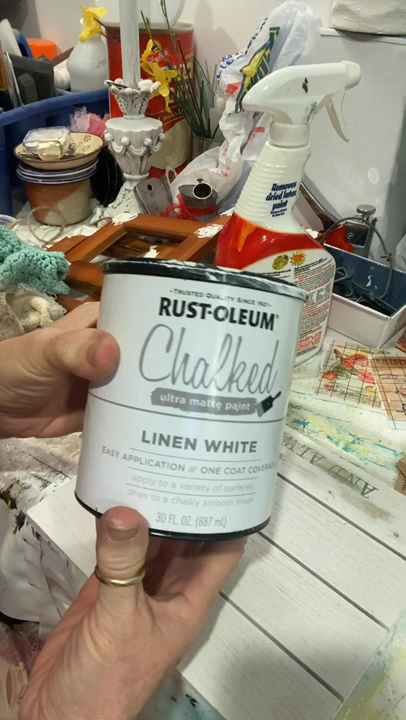 Removes
dried latex
paint
• TRUSTED QUALITY SINCE 1921 •
RUST-OLEUM®
Chalked
ultra matte paint
LINEN WHITE
EASY APPLICATION // ONE COAT COVERAGE
apply to a variety of surfaces
dries to a chalky smooth finish
30 FL. OZ. (887 mL)